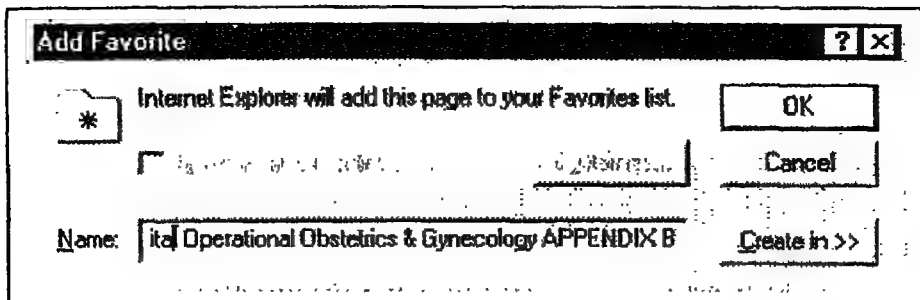 Add Favorite ? X
Internet Explorer will add this page to your Favorites list. OK
Cancel
Name: ita Operational Obstetrics & Gynecology APPENDIX B Create in >>